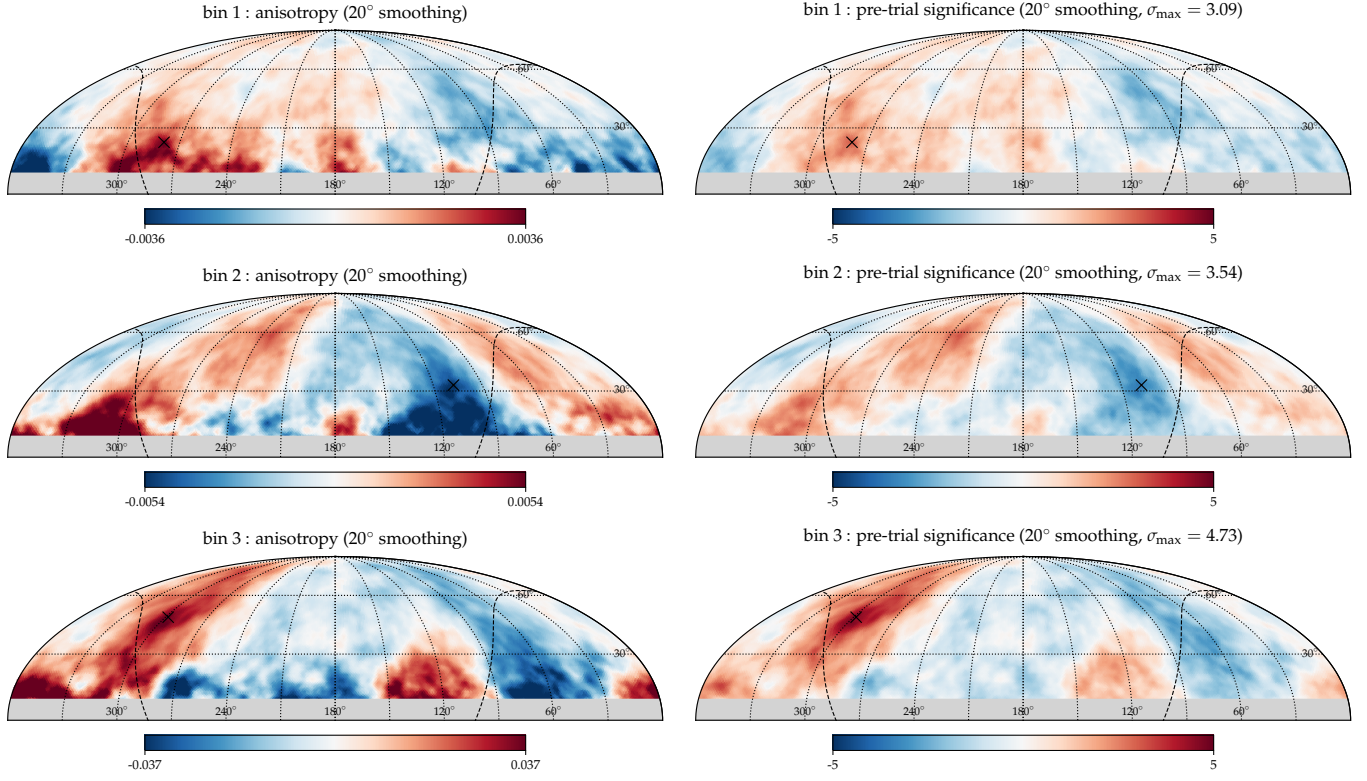 bin 1 : anisotropy (20° smoothing)
60°
30°
300° 240° 180° 120° 60°
-0.0036 0.0036
bin 1 : pre-trial significance (20° smoothing, σmax = 3.09)
60°
30°
300° 240° 180° 120° 60°
-5 5
bin 2 : anisotropy (20° smoothing)
60°
30°
300° 240° 180° 120° 60°
-0.0054 0.0054
bin 2 : pre-trial significance (20° smoothing, σmax = 3.54)
60°
30°
300° 240° 180° 120° 60°
-5 5
bin 3 : anisotropy (20° smoothing)
60°
30°
300° 240° 180° 120° 60°
-0.037 0.037
bin 3 : pre-trial significance (20° smoothing, σmax = 4.73)
60°
30°
300° 240° 180° 120° 60°
-5 5